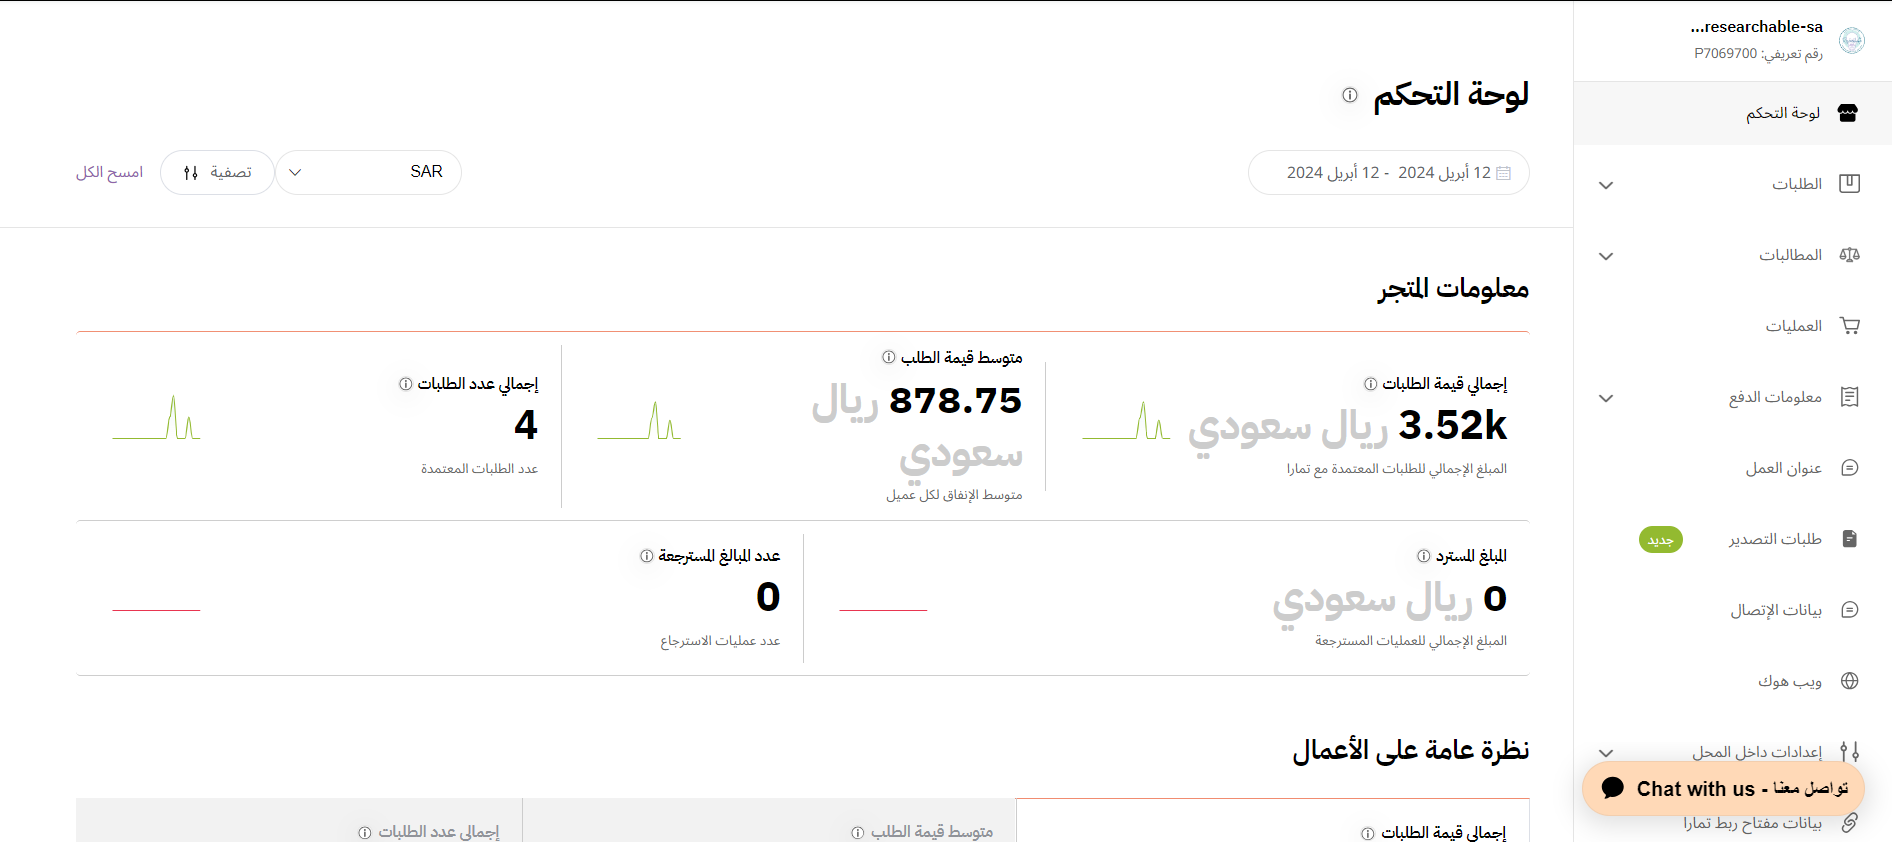 researchable-sa...
رقم تعريفي: P7069700
لوحة التحكم
الطلبات
المطالبات
العمليات
معلومات الدفع
عنوان العمل
طلبات التصدير
جديد
بيانات الإتصال
ويب هوك
إعدادات داخل المحل
تواصل معنا - Chat with us
بيانات مفتاح ربط تمارا
لوحة التحكم
12 أبريل 2024 - 12 أبريل 2024
SAR
تصفية
امسح الكل
معلومات المتجر
إجمالي قيمة الطلبات
3.52k ريال سعودي
المبلغ الإجمالي للطلبات المعتمدة مع تمارا
متوسط قيمة الطلب
878.75 ريال
سعودي
متوسط الإنفاق لكل عميل
إجمالي عدد الطلبات
4
عدد الطلبات المعتمدة
المبلغ المسترد
0 ريال سعودي
المبلغ الإجمالي للعمليات المسترجعة
عدد المبالغ المسترجعة
0
عدد عمليات الاسترجاع
نظرة عامة على الأعمال
إجمالي قيمة الطلبات
متوسط قيمة الطلب
إجمالي عدد الطلبات